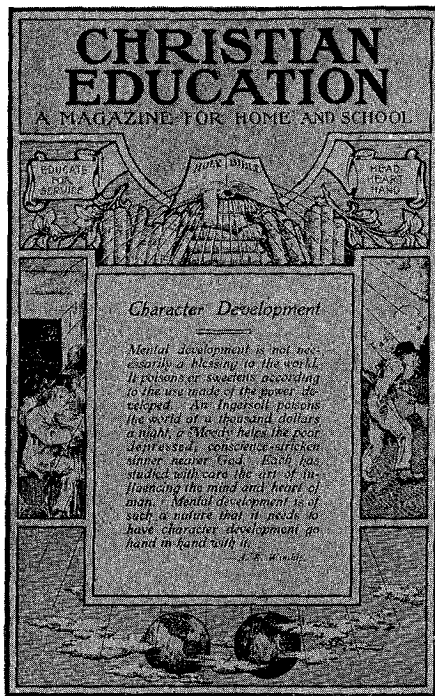 CHRISTIAN
EDUCATION
A MAGAZINE FOR HOME AND SCHOOL
EDUCATE
FOR
SERVICE
HOLY BIBLE
HEAD
HEART
HAND
Character Development
Mental development is not nec-
essarily a blessing to the world.
It poisons or sweetens according
to the use made of the power de-
veloped. An Ingersoll poisons
the world at a thousand dollars
a night, a Moody helps the poor
depressed, conscience-stricken
sinner nearer God. Each has
studied with care the art of in-
fluencing the mind and heart of
man. Mental development is of
such a nature that it needs to
have character development go
hand in hand with it.